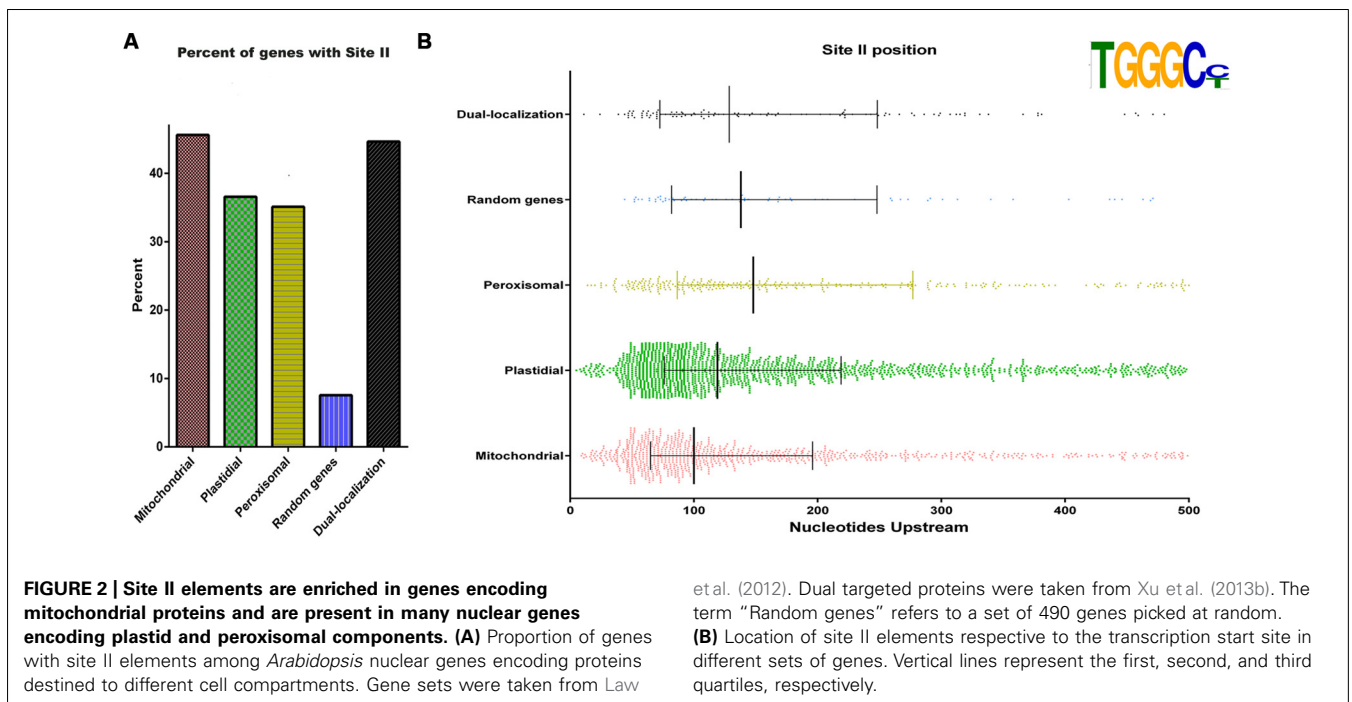 A
Percent of genes with Site II
Percent
40
30
20
10
0
Mitochondrial
Plastidial
Peroxisomal
Random genes
Dual-localization
B
Site II position
TGGGCC
T
Dual-localization
Random genes
Peroxisomal
Plastidial
Mitochondrial
0
100
200
300
400
500
Nucleotides Upstream
FIGURE 2 | Site II elements are enriched in genes encoding
mitochondrial proteins and are present in many nuclear genes
encoding plastid and peroxisomal components. (A) Proportion of genes
with site II elements among Arabidopsis nuclear genes encoding proteins
destined to different cell compartments. Gene sets were taken from Law
et al. (2012). Dual targeted proteins were taken from Xu et al. (2013b). The
term “Random genes” refers to a set of 490 genes picked at random.
(B) Location of site II elements respective to the transcription start site in
different sets of genes. Vertical lines represent the first, second, and third
quartiles, respectively.